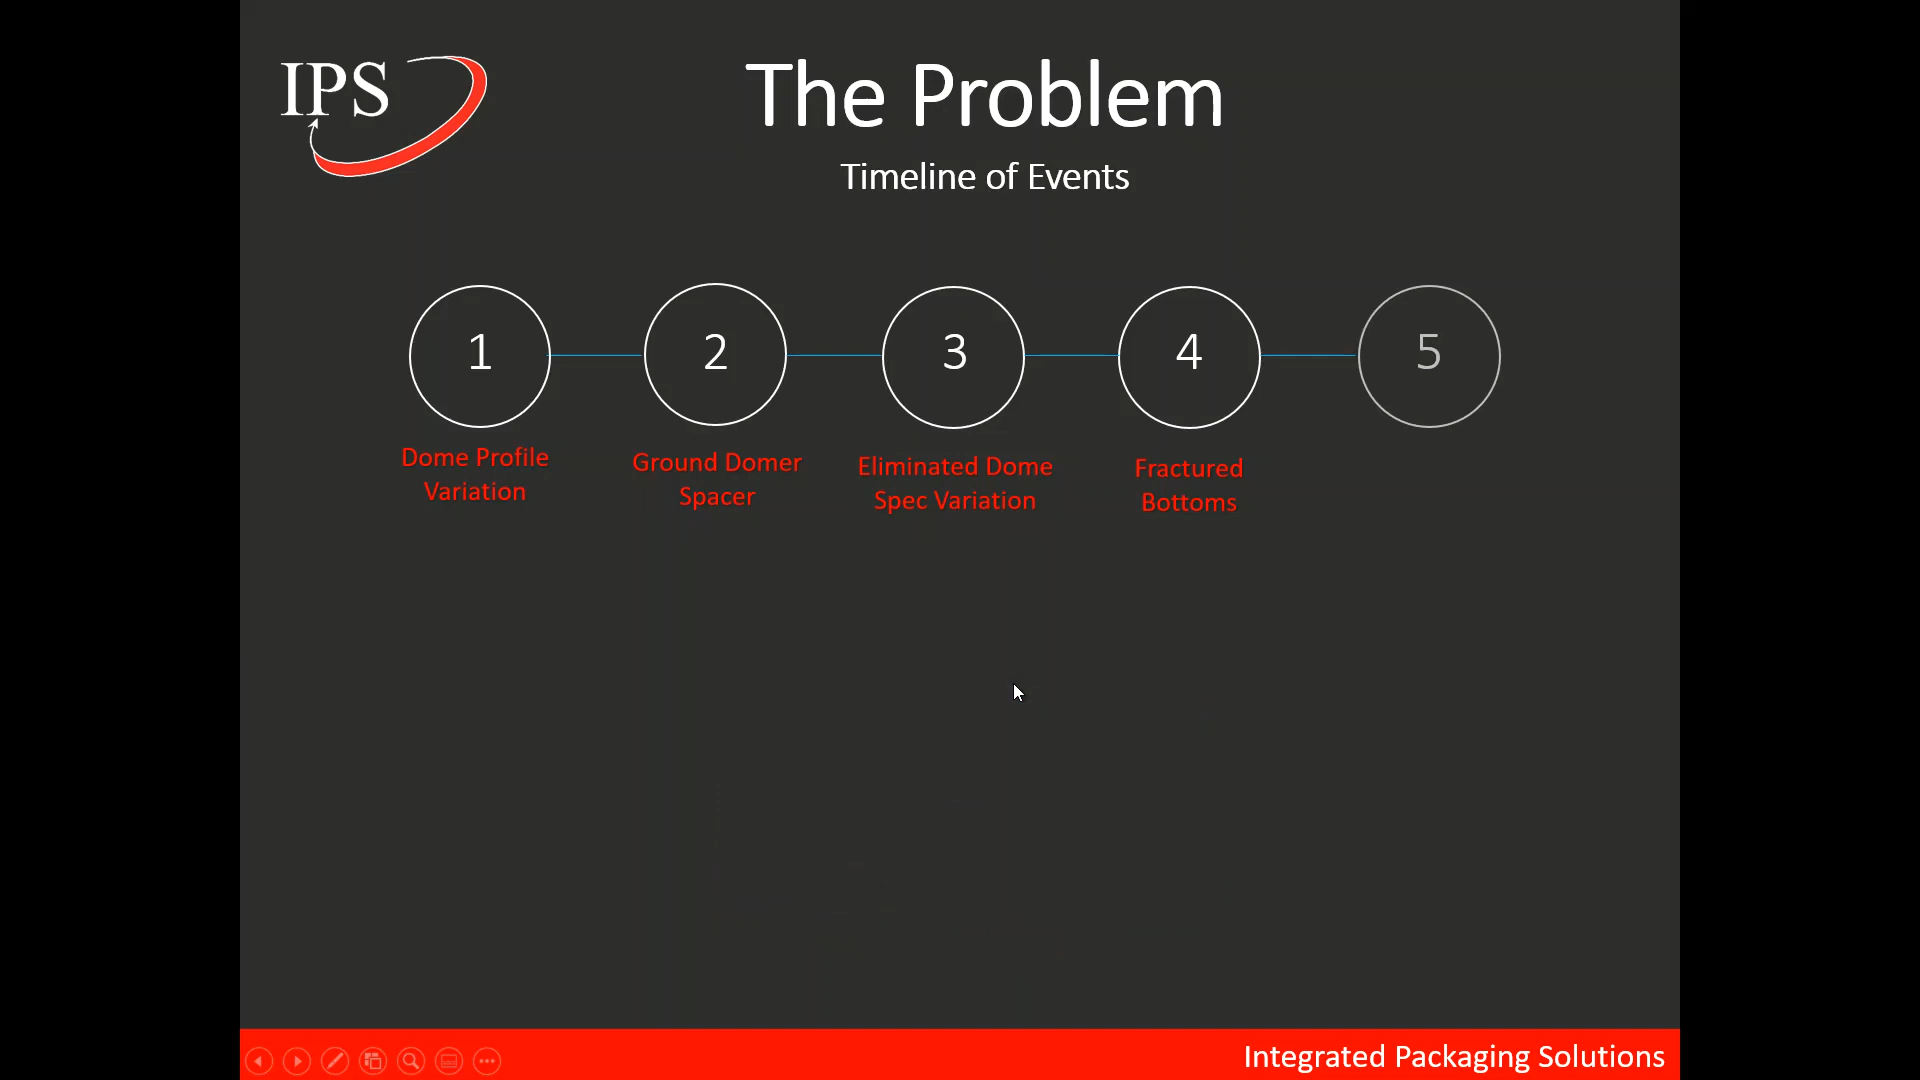 IPS
The Problem
Timeline of Events
1
2
3
4
5
Dome Profile
Variation
Ground Domer
Spacer
Eliminated Dome
Spec Variation
Fractured
Bottoms
Integrated Packaging Solutions